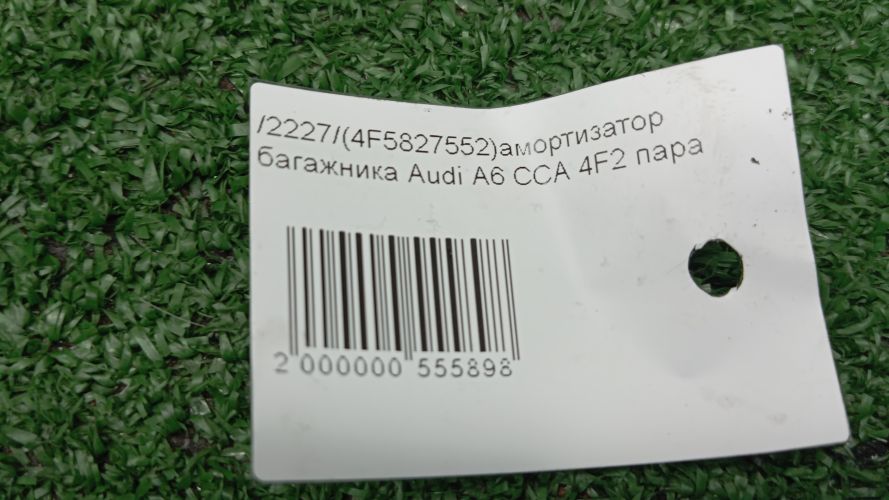 /2227/(4F5827552)амортизатор
багажника Audi A6 CCA 4F2 пара
2 000000 555898